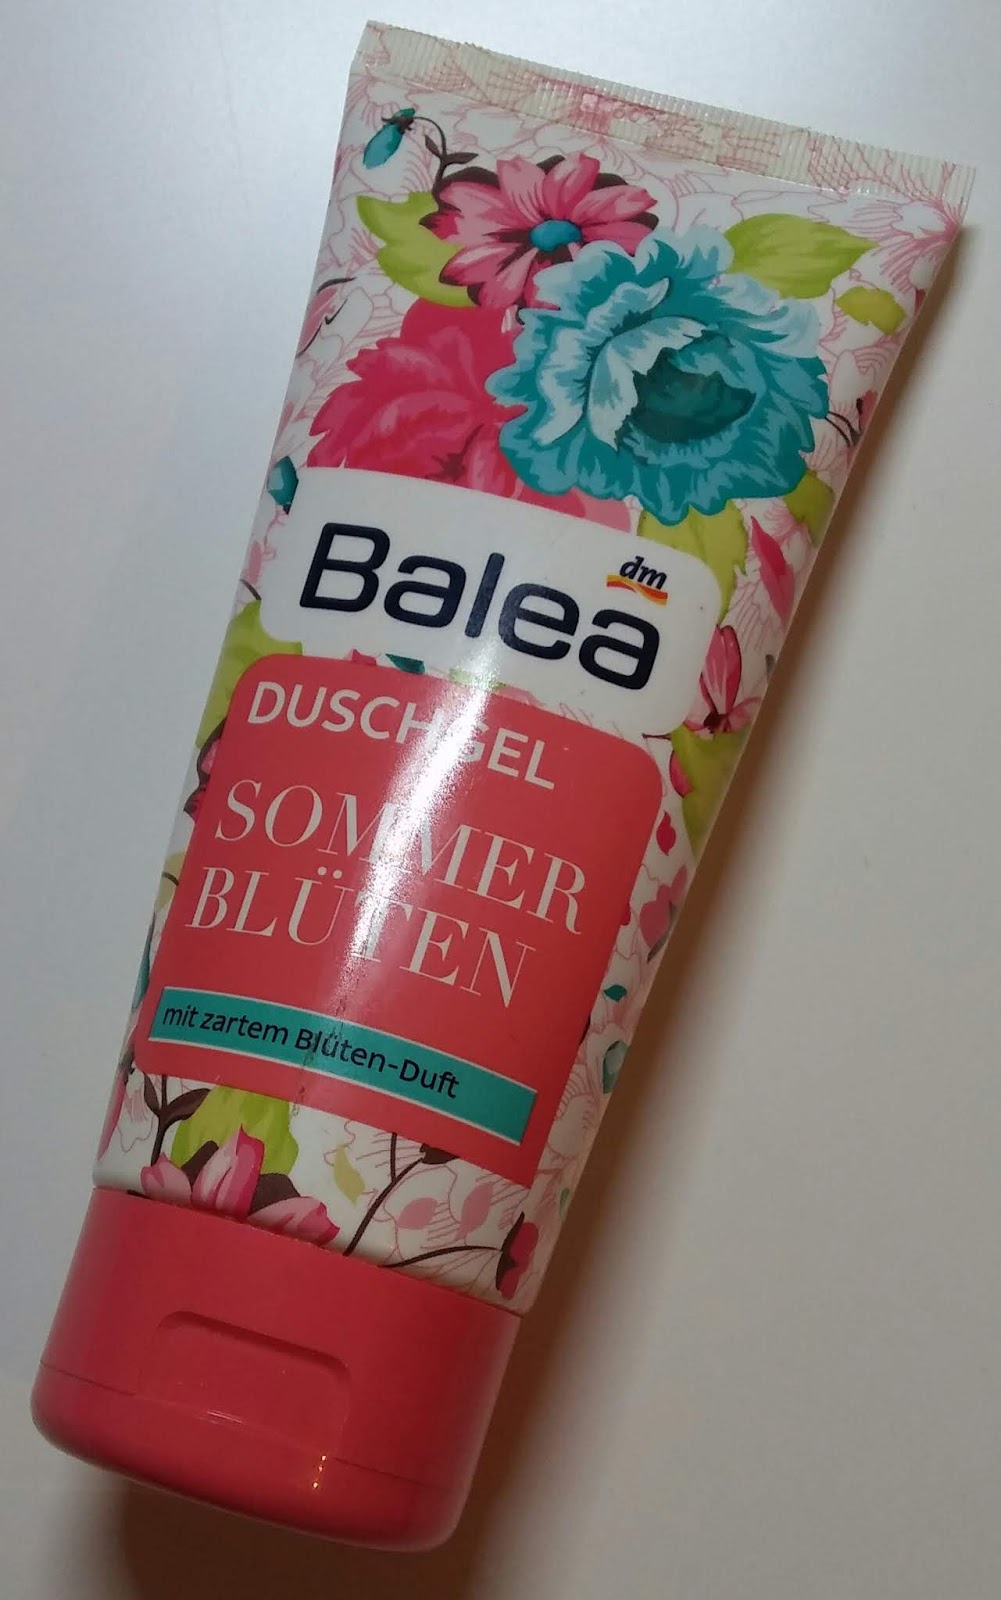 dm
Balea
DUSCHGEL
SOMMER
BLÜTEN
mit zartem Blüten-Duft